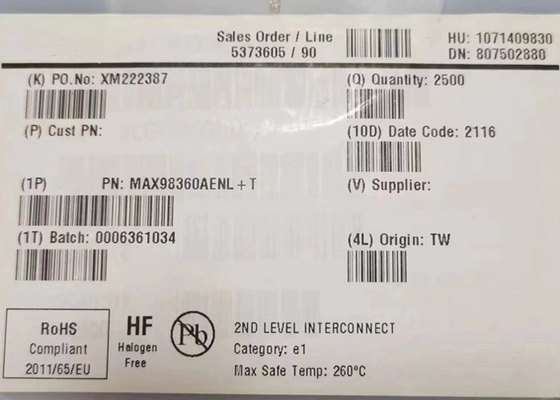 Sales Order / Line
5373605 / 90
HU: 1071409830
DN: 807502880
(K) PO.No: XM222387
(Q) Quantity: 2500
(P) Cust PN:
(10D) Date Code: 2116
(1P) PN: MAX98360AENL+T
(V) Supplier:
(1T) Batch: 0006361034
(4L) Origin: TW
RoHS
Compliant
2011/65/EU
HF
Halogen
Free
Pb
2ND LEVEL INTERCONNECT
Category: e1
Max Safe Temp: 260ºC